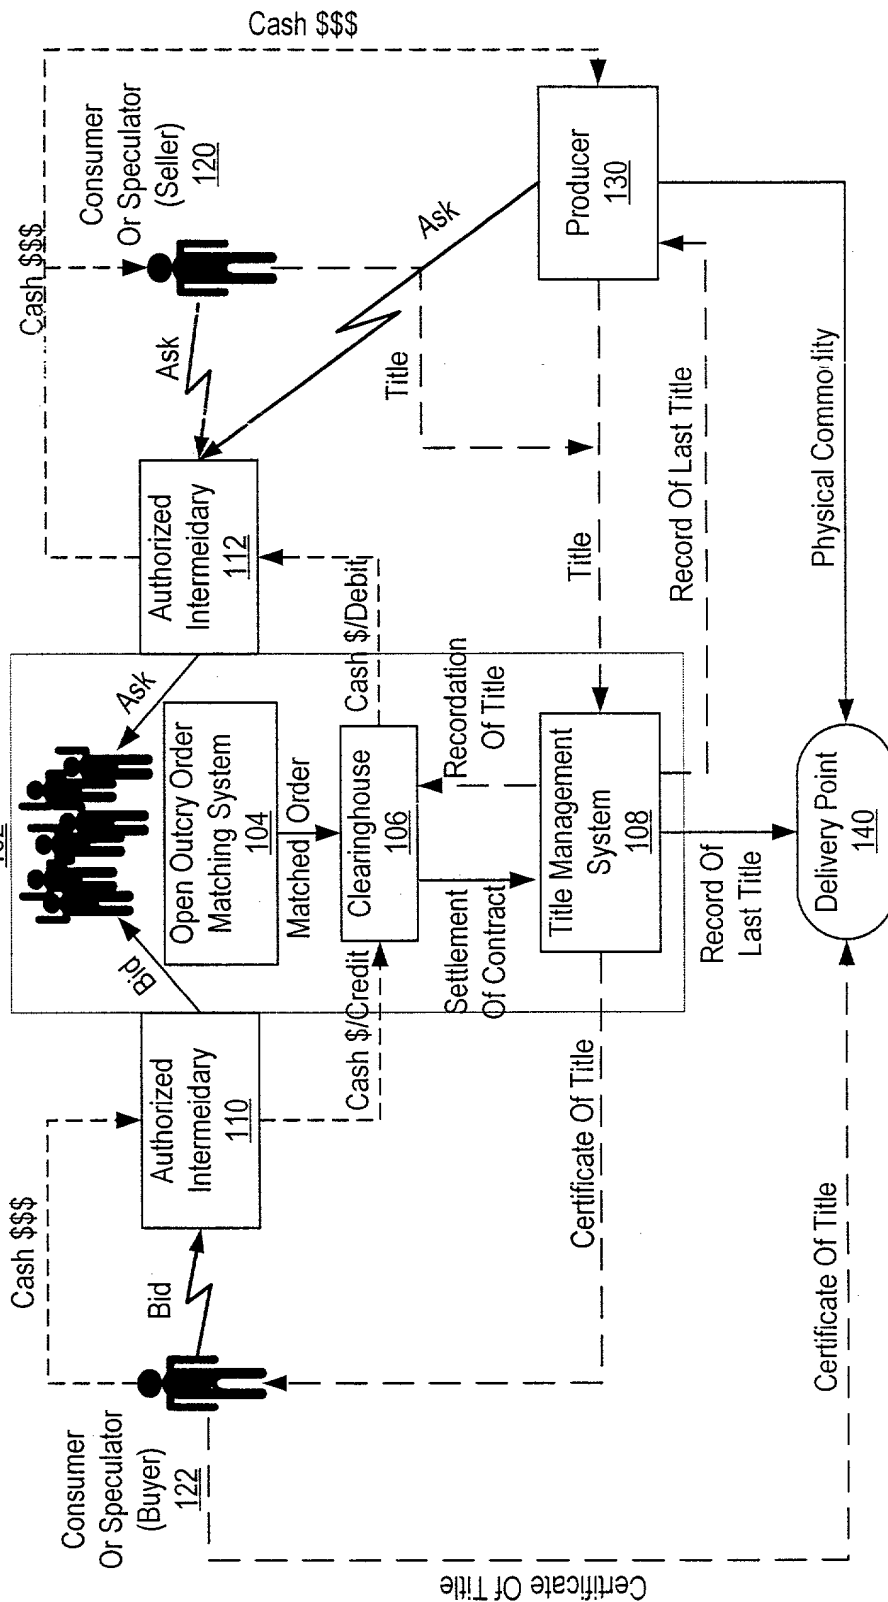 Cash $$$
Consumer
Or Speculator
(Buyer)
122
Bid
Authorized
Intermeidary
110
Bid
Ask
Open Outcry Order
Matching System
104
Matched Order
Cash $/Credit
Clearinghouse
106
Cash $/Debit
Settlement
Of Contract
Recordation
Of Title
Title Management
System
108
Certificate Of Title
Record Of
Last Title
Delivery Point
140
Certificate Of Title
Certificate Of Title
Authorized
Intermeidary
112
Cash $$$
Cash $$$
Consumer
Or Speculator
(Seller)
120
Ask
Ask
Title
Title
Producer
130
Record Of Last Title
Physical Commodity